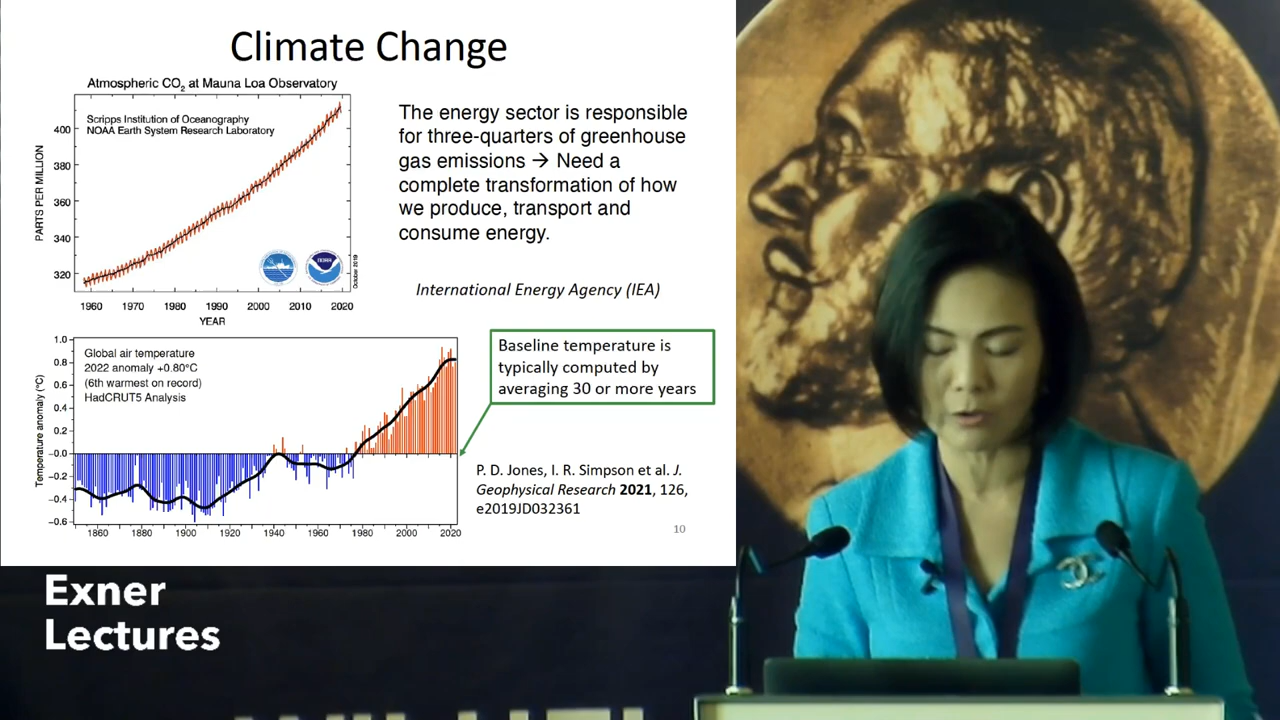 Climate Change
Atmospheric CO₂ at Mauna Loa Observatory
Scripps Institution of Oceanography
NOAA Earth System Research Laboratory
PARTS PER MILLION
400
380
360
340
320
October 2019
1960 1970 1980 1990 2000 2010 2020
YEAR
The energy sector is responsible
for three-quarters of greenhouse
gas emissions → Need a
complete transformation of how
we produce, transport and
consume energy.
International Energy Agency (IEA)
Global air temperature
2022 anomaly +0.80°C
(6th warmest on record)
HadCRUT5 Analysis
Temperature anomaly (°C)
1.0
0.8
0.6
0.4
0.2
−0.0
−0.2
−0.4
−0.6
1860 1880 1900 1920 1940 1960 1980 2000 2020
Baseline temperature is
typically computed by
averaging 30 or more years
P. D. Jones, I. R. Simpson et al. J.
Geophysical Research 2021, 126,
e2019JD032361
10
Exner
Lectures